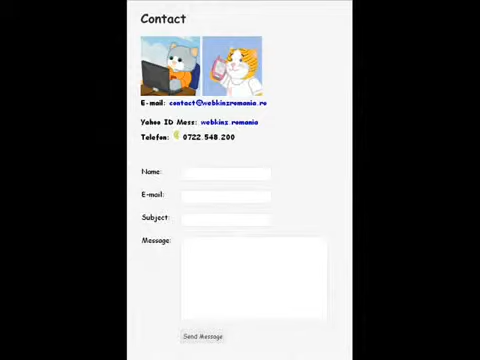 Contact
E-mail: contact@webkinzromania.ro
Yahoo ID Mess: webkinz.romania
Telefon: 0722.548.200
Name:
E-mail:
Subject:
Message:
Send Message